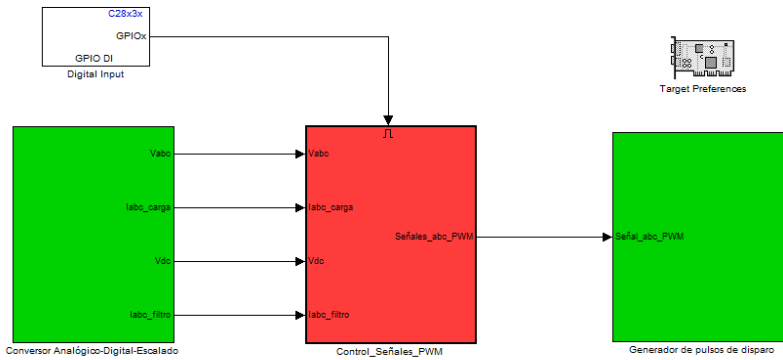 C28x3x
GPIOx
GPIO DI
Digital Input
Target Preferences
Vabc
Iabc_carga
Vdc
Iabc_filtro
Conversor Analógico-Digital-Escalado
Vabc
Iabc_carga
Vdc
Iabc_filtro
Señales_abc_PWM
Control_Señales_PWM
Señal_abc_PWM
Generador de pulsos de disparo